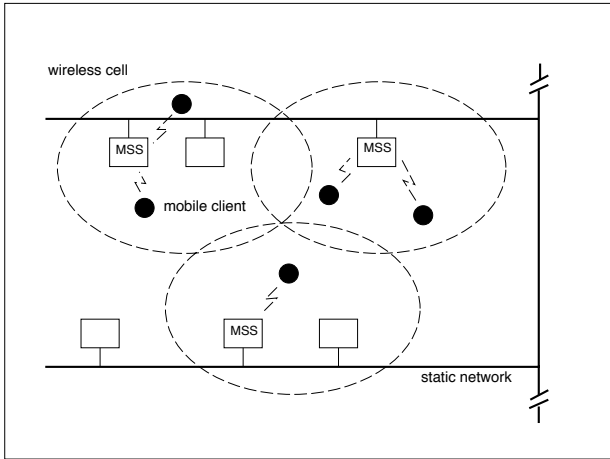 wireless cell
MSS
MSS
mobile client
MSS
static network